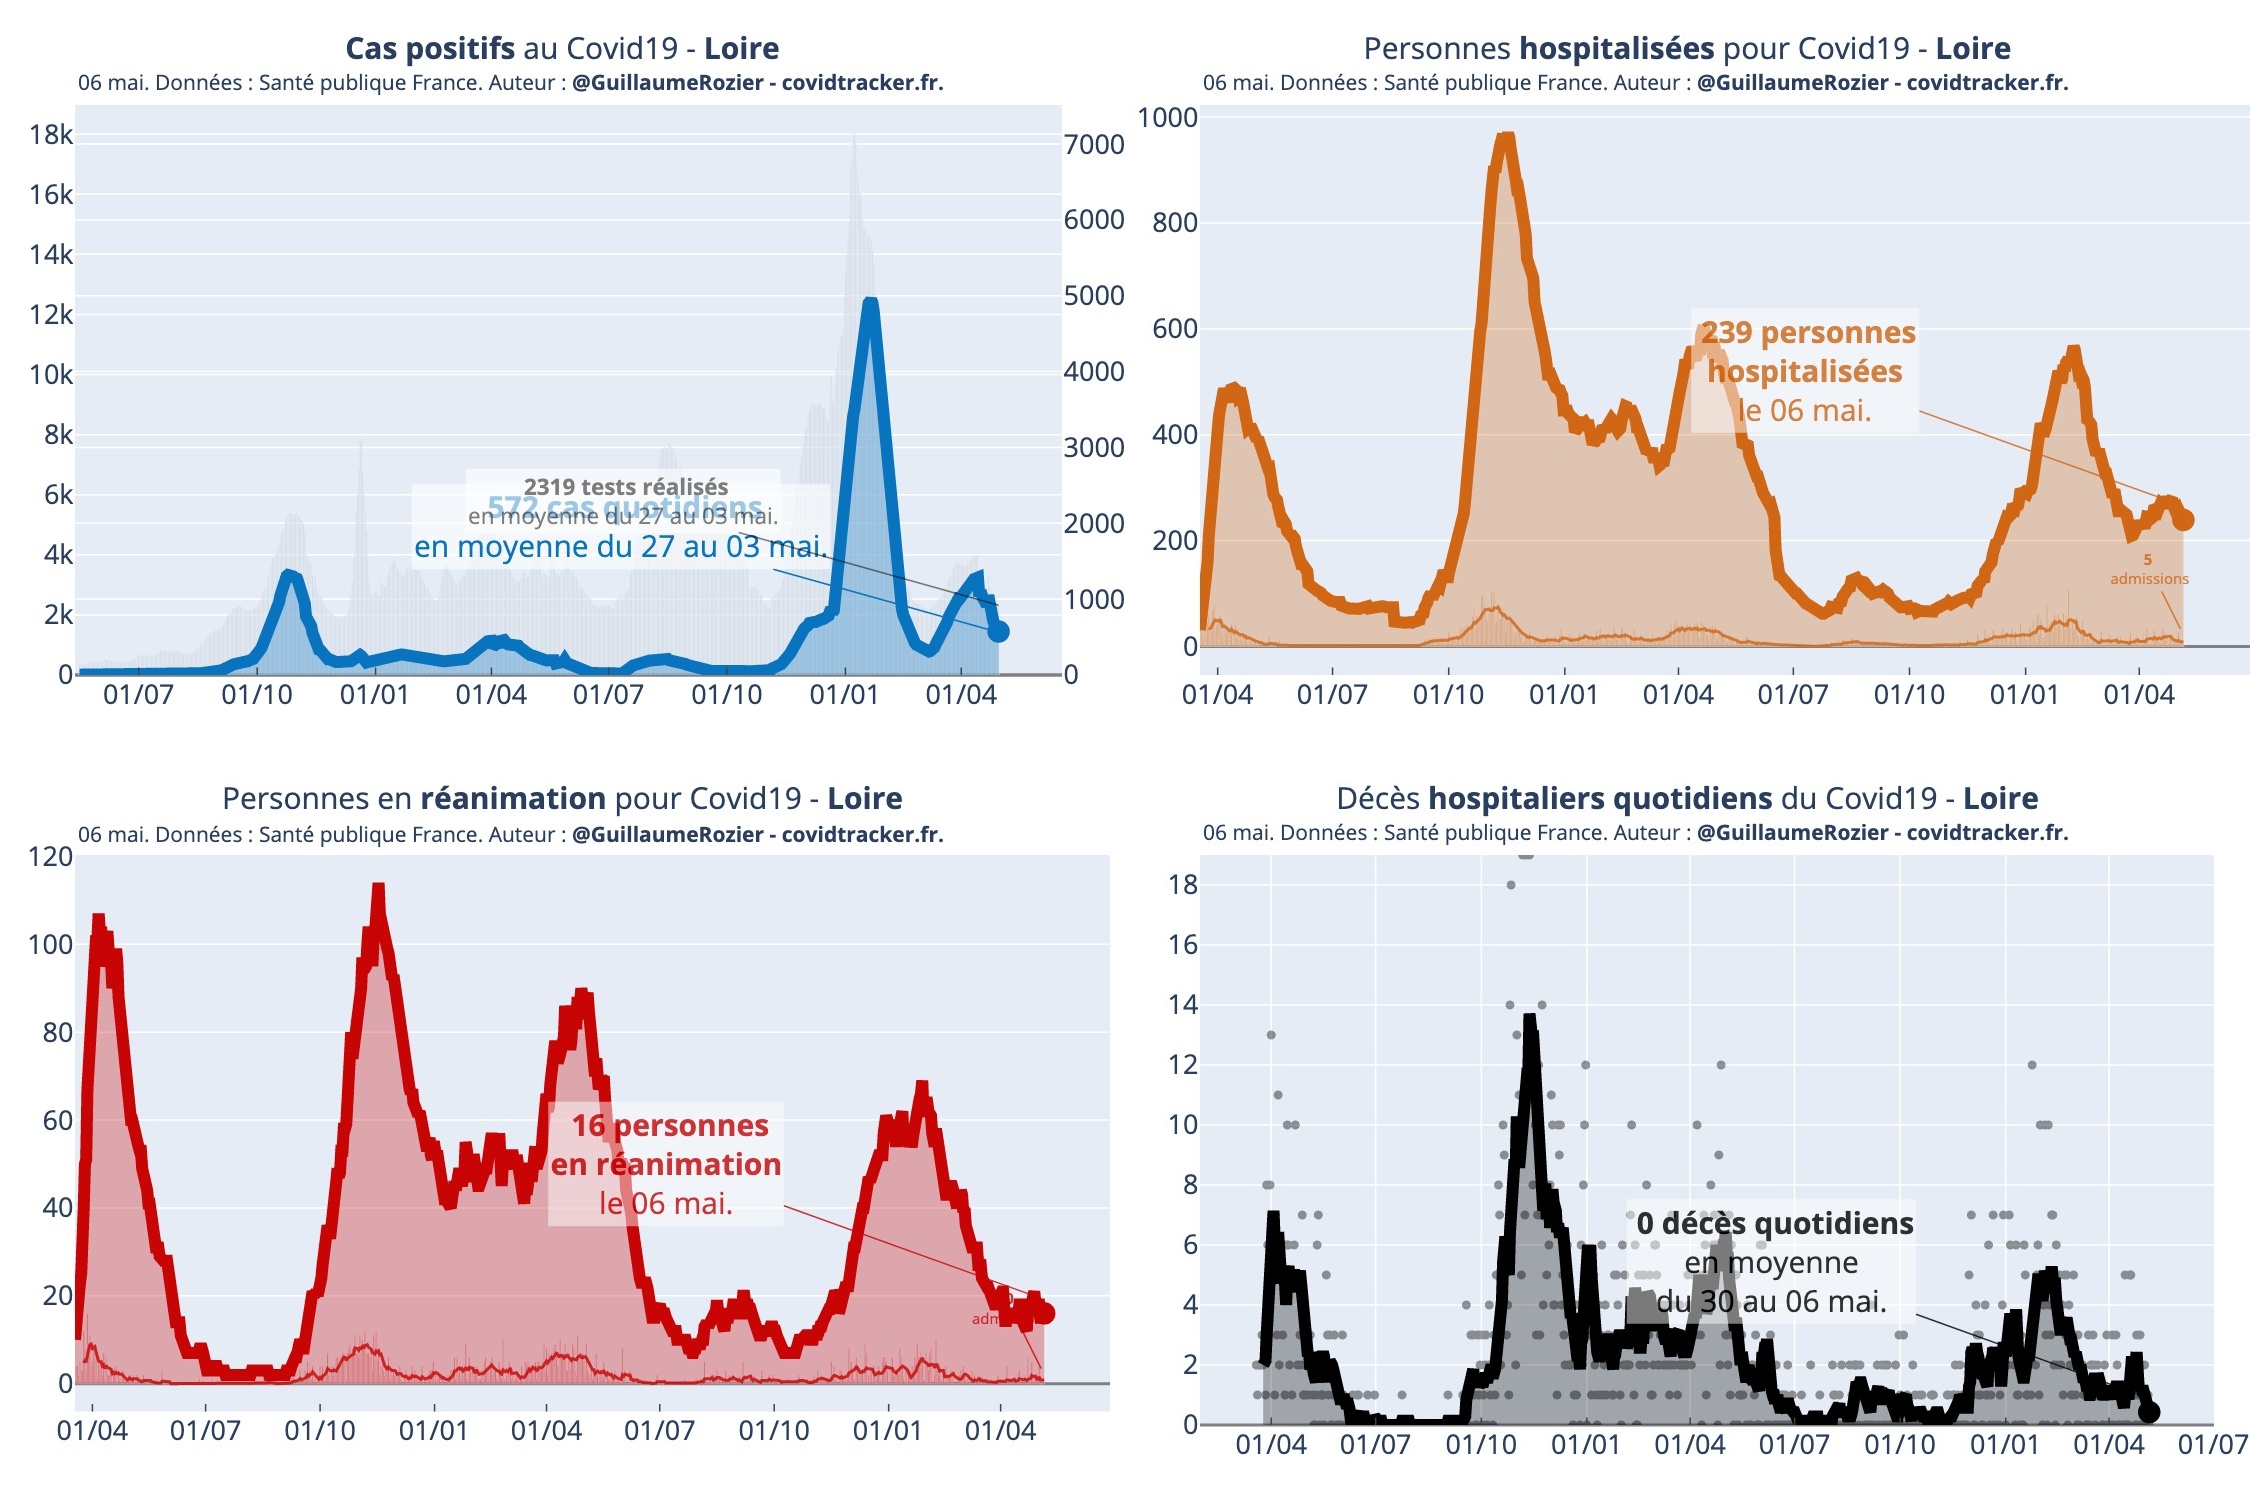 Cas positifs au Covid19 - Loire
06 mai. Données : Santé publique France. Auteur : @GuillaumeRozier - covidtracker.fr.
18k
16k
14k
12k
10k
8k
6k
4k
2k
0
7000
6000
5000
4000
3000
2000
1000
0
2319 tests réalisés
en moyenne du 27 au 03 mai.
572 cas quotidiens
en moyenne du 27 au 03 mai.
01/07 01/10 01/01 01/04 01/07 01/10 01/01 01/04
Personnes hospitalisées pour Covid19 - Loire
06 mai. Données : Santé publique France. Auteur : @GuillaumeRozier - covidtracker.fr.
1000
800
600
400
200
0
239 personnes
hospitalisées
le 06 mai.
5
admissions
01/04 01/07 01/10 01/01 01/04 01/07 01/10 01/01 01/04
Personnes en réanimation pour Covid19 - Loire
06 mai. Données : Santé publique France. Auteur : @GuillaumeRozier - covidtracker.fr.
120
100
80
60
40
20
0
16 personnes
en réanimation
le 06 mai.
01/04 01/07 01/10 01/01 01/04 01/07 01/10 01/01 01/04
Décès hospitaliers quotidiens du Covid19 - Loire
06 mai. Données : Santé publique France. Auteur : @GuillaumeRozier - covidtracker.fr.
18
16
14
12
10
8
6
4
2
0
0 décès quotidiens
en moyenne
du 30 au 06 mai.
01/04 01/07 01/10 01/01 01/04 01/07 01/10 01/01 01/04 01/07